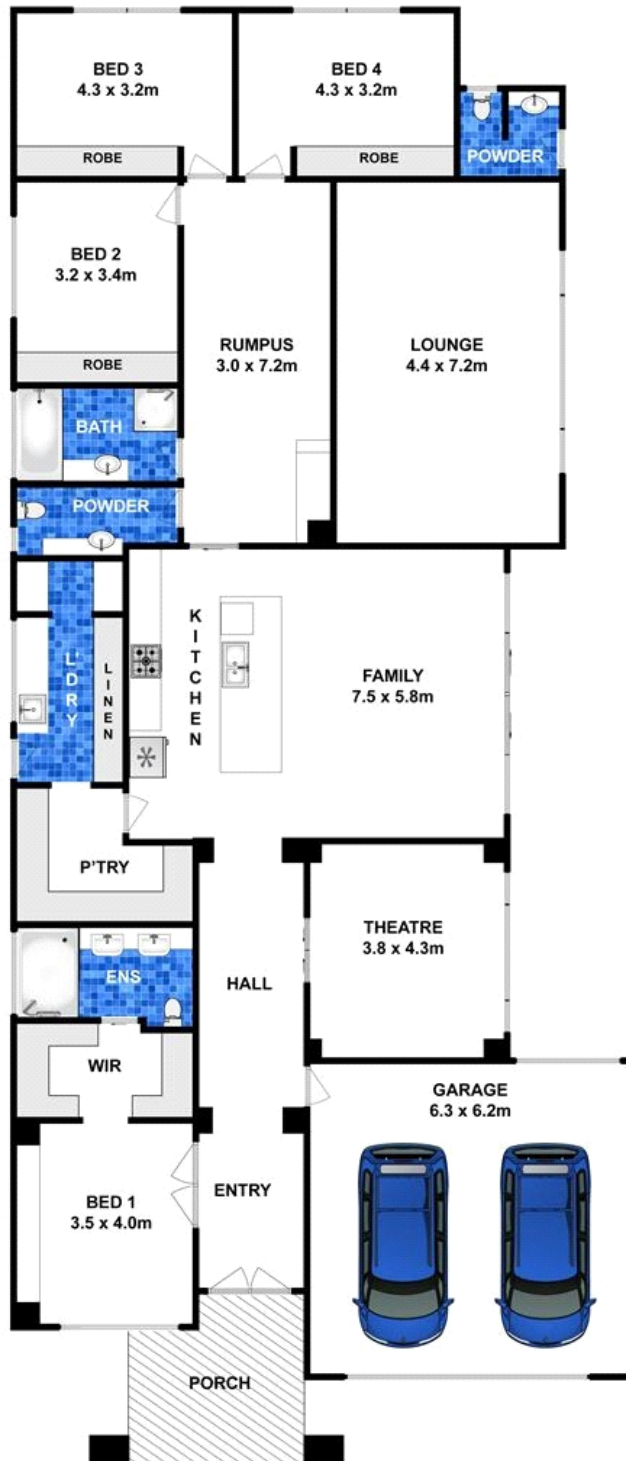 BED 3
4.3 x 3.2m
BED 4
4.3 x 3.2m
ROBE
ROBE
POWDER
BED 2
3.2 x 3.4m
RUMPUS
3.0 x 7.2m
LOUNGE
4.4 x 7.2m
ROBE
BATH
POWDER
KITCHEN
L'DRY
LINEN
FAMILY
7.5 x 5.8m
P'TRY
THEATRE
3.8 x 4.3m
ENS
HALL
WIR
GARAGE
6.3 x 6.2m
BED 1
3.5 x 4.0m
ENTRY
PORCH